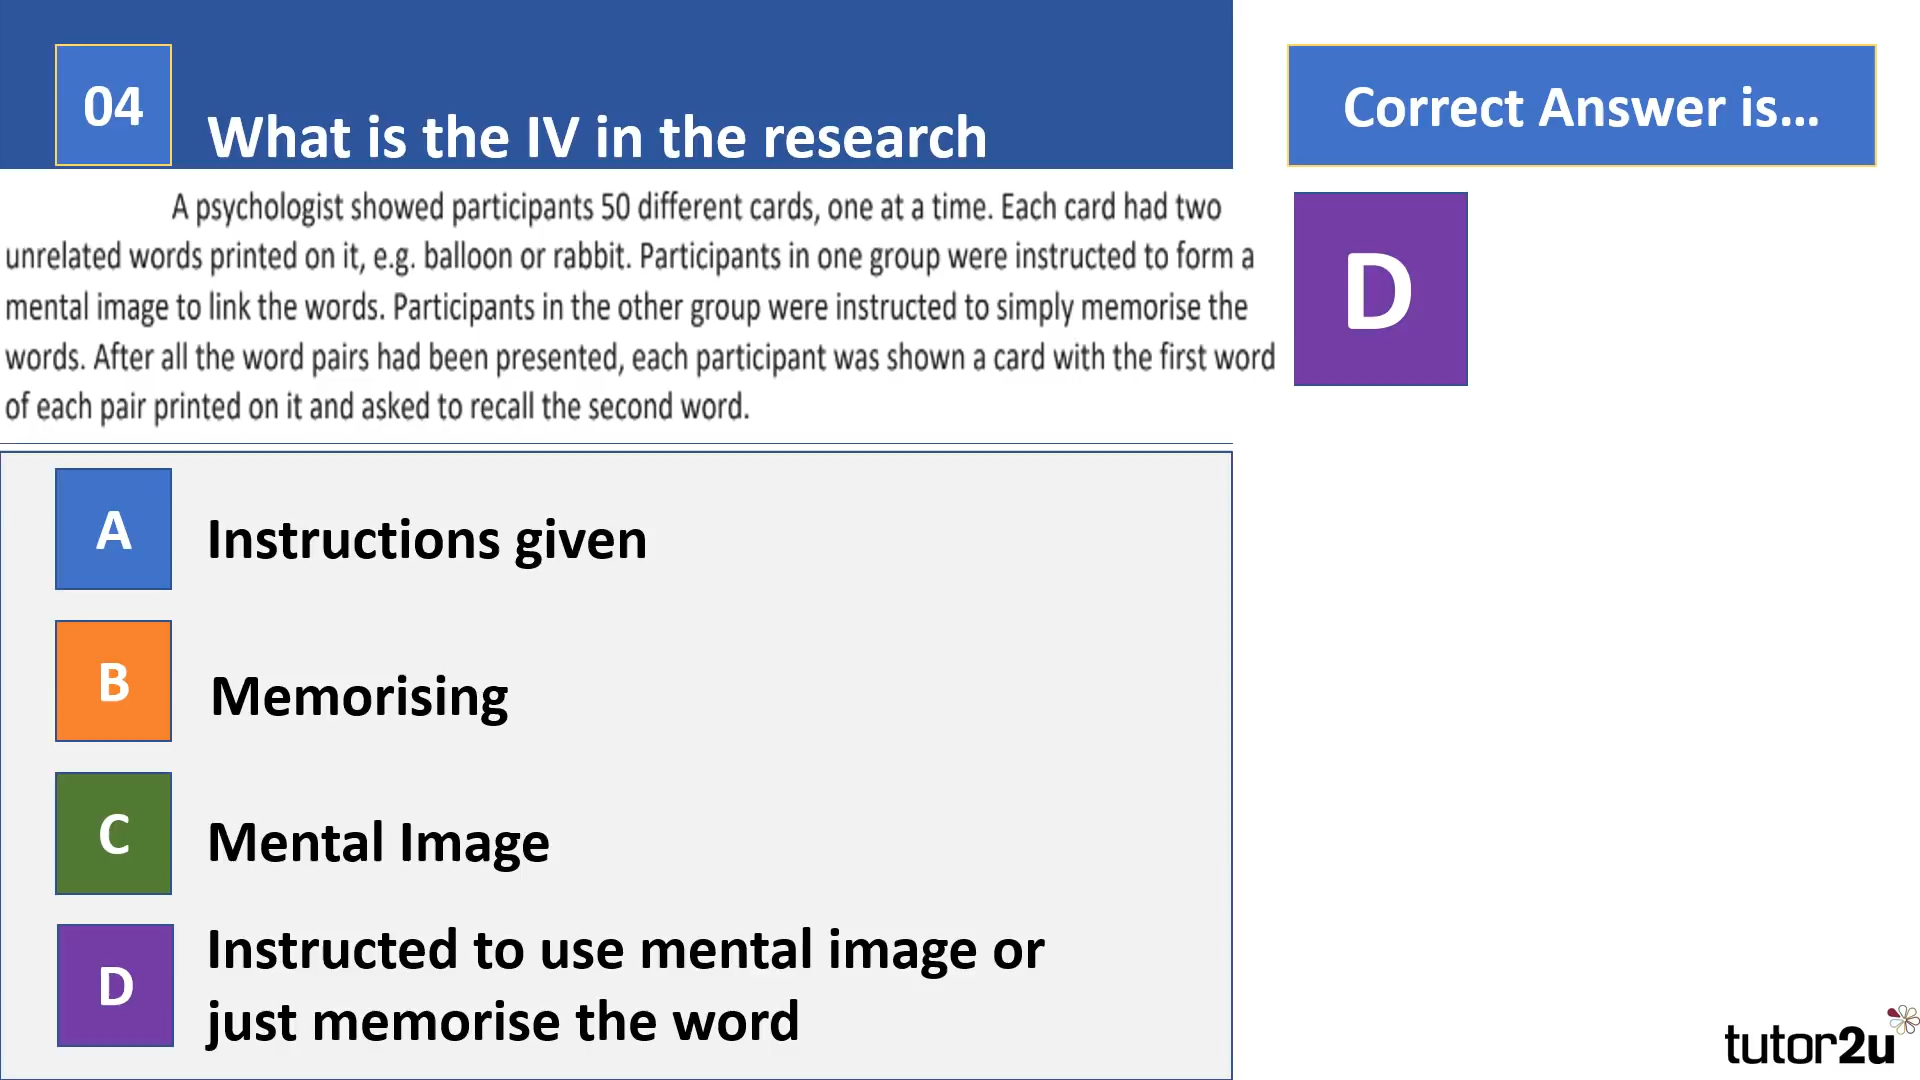 04
What is the IV in the research
Correct Answer is...
A psychologist showed participants 50 different cards, one at a time. Each card had two
unrelated words printed on it, e.g. balloon or rabbit. Participants in one group were instructed to form a
mental image to link the words. Participants in the other group were instructed to simply memorise the
words. After all the word pairs had been presented, each participant was shown a card with the first word
of each pair printed on it and asked to recall the second word.
D
A
Instructions given
B
Memorising
C
Mental Image
D
Instructed to use mental image or
just memorise the word
tutor2u